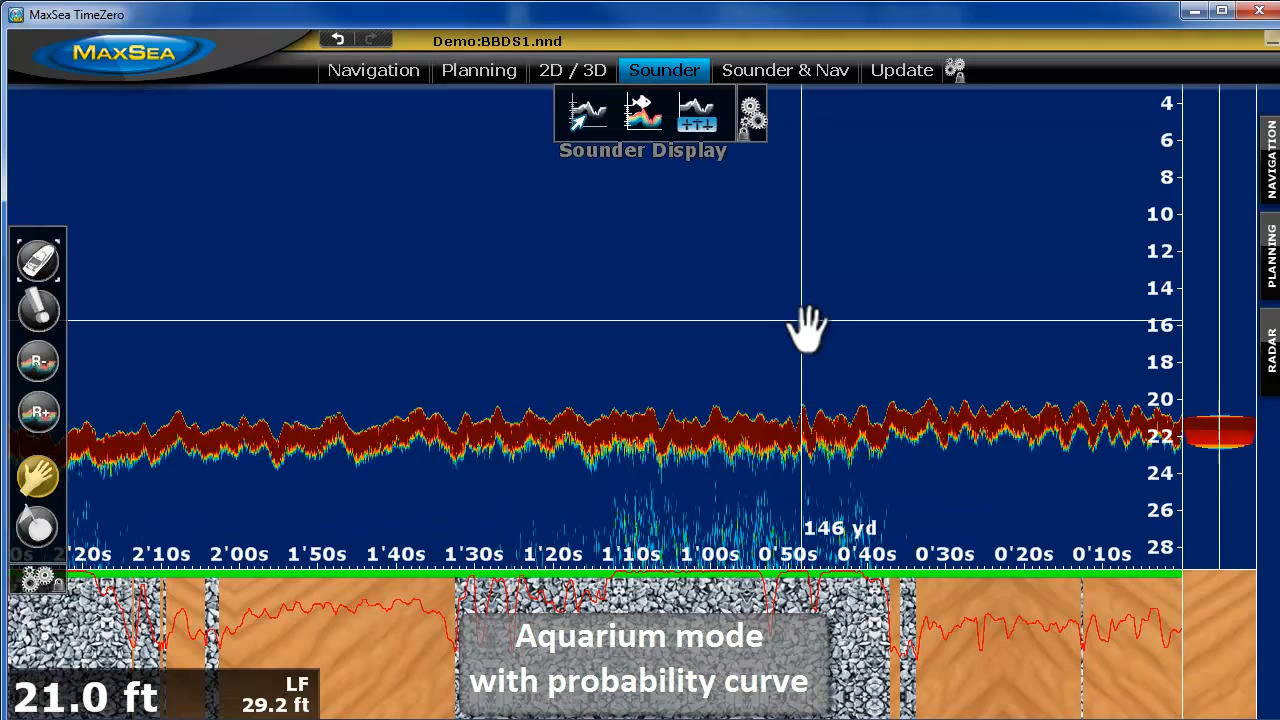 MaxSea TimeZero
MAXSEA
Demo:BBDS1.nnd
Navigation
Planning
2D / 3D
Sounder
Sounder & Nav
Update
Sounder Display
4
6
8
10
12
14
16
18
20
22
24
26
28
NAVIGATION
PLANNING
RADAR
R-
R+
146 yd
0s 2'20s 2'10s 2'00s 1'50s 1'40s 1'30s 1'20s 1'10s 1'00s 0'50s 0'40s 0'30s 0'20s 0'10s
Aquarium mode
with probability curve
21.0 ft
LF
29.2 ft